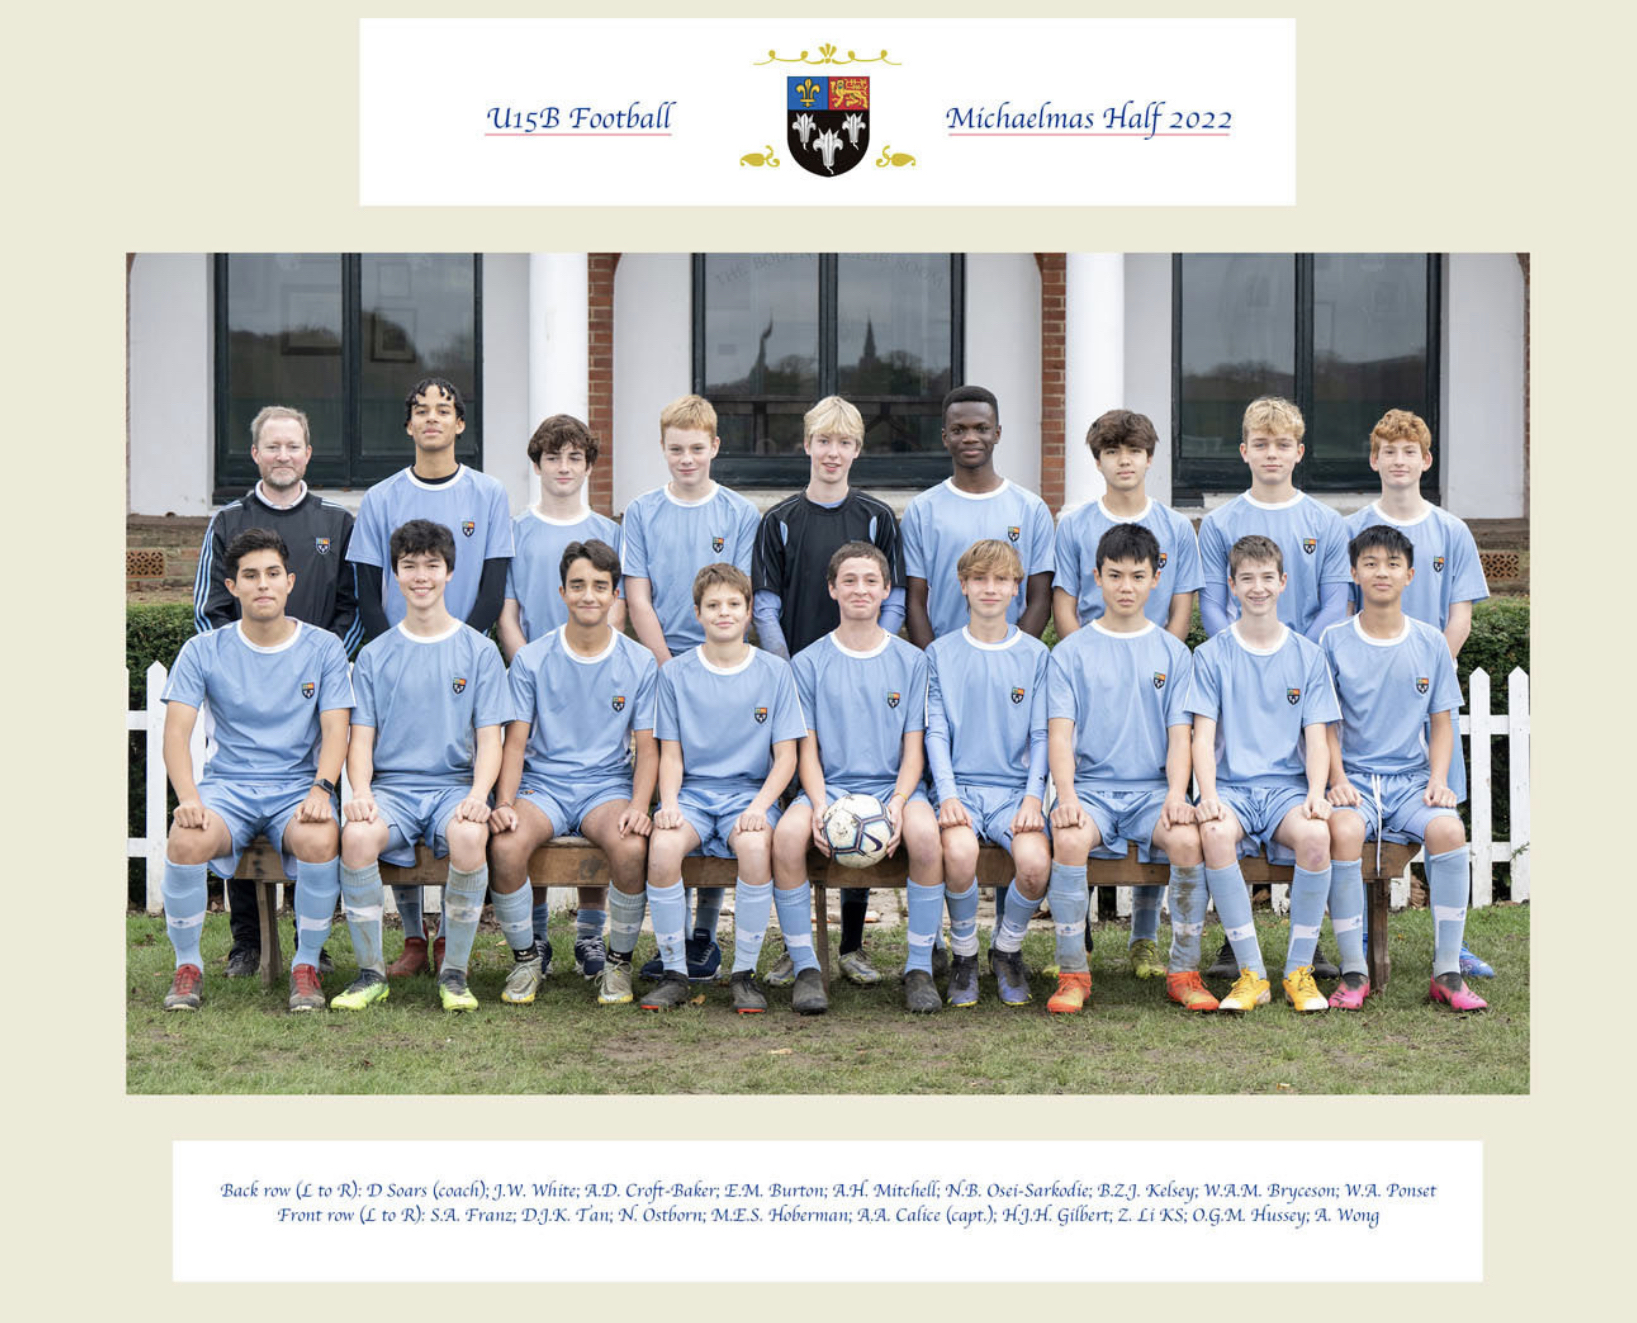 U15B Football
Michaelmas Half 2022
Back row (L to R): D Soars (coach); J.W. White; A.D. Croft-Baker; E.M. Burton; A.H. Mitchell; N.B. Osei-Sarkodie; B.Z.J. Kelsey; W.A.M. Bryceson; W.A. Ponset
Front row (L to R): S.A. Franz; D.J.K. Tan; N. Ostborn; M.E.S. Hoberman; A.A. Calice (capt.); H.J.H. Gilbert; Z. Li KS; O.G.M. Hussey; A. Wong